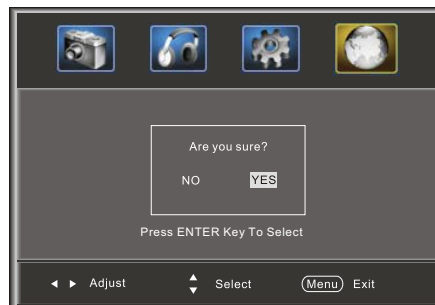 Are you sure?
NO YES
Press ENTER Key To Select
Adjust Select Menu Exit